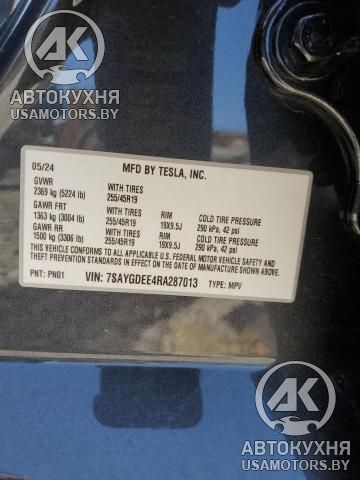 АК
АВТОКУХНЯ
USAMOTORS.BY
05/24 MFD BY TESLA, INC.
GVWR WITH TIRES
2369 kg (5224 lb) 255/45R19
GAWR FRT WITH TIRES RIM COLD TIRE PRESSURE
1363 kg (3004 lb) 255/45R19 19X9.5J 290 kPa, 42 psi
GAWR RR WITH TIRES RIM COLD TIRE PRESSURE
1500 kg (3306 lb) 255/45R19 19X9.5J 290 kPa, 42 psi
THIS VEHICLE CONFORMS TO ALL APPLICABLE U.S. FEDERAL MOTOR VEHICLE SAFETY AND
THEFT PREVENTION STANDARDS IN EFFECT ON THE DATE OF MANUFACTURE SHOWN ABOVE.
PNT: PN01 VIN: 7SAYGDEE4RA287013 TYPE: MPV
АК
АВТОКУХНЯ
USAMOTORS.BY